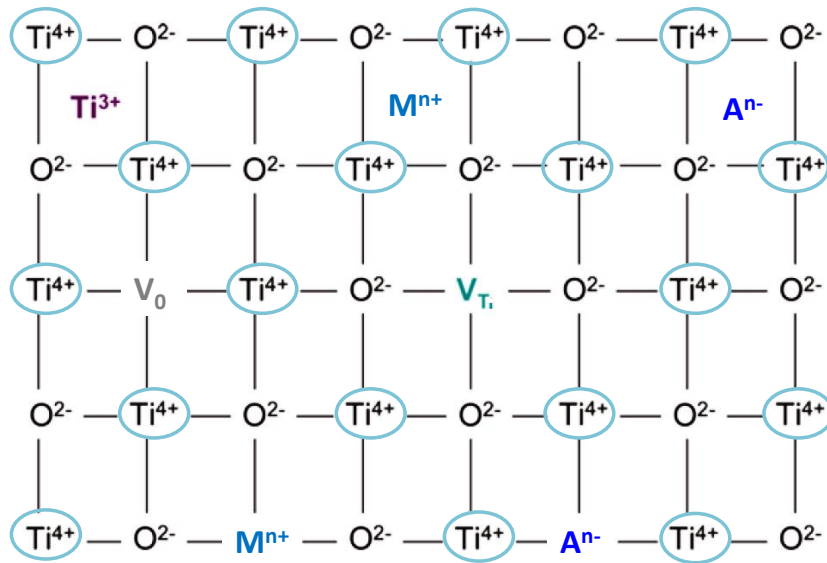 Ti⁴⁺ O²⁻ Ti⁴⁺ O²⁻ Ti⁴⁺ O²⁻ Ti⁴⁺ O²⁻
Ti³⁺ Mⁿ⁺ Aⁿ⁻
O²⁻ Ti⁴⁺ O²⁻ Ti⁴⁺ O²⁻ Ti⁴⁺ O²⁻ Ti⁴⁺
Ti⁴⁺ V₀ Ti⁴⁺ O²⁻ V_Ti O²⁻ Ti⁴⁺ O²⁻
O²⁻ Ti⁴⁺ O²⁻ Ti⁴⁺ O²⁻ Ti⁴⁺ O²⁻ Ti⁴⁺
Ti⁴⁺ O²⁻ Mⁿ⁺ O²⁻ Ti⁴⁺ Aⁿ⁻ Ti⁴⁺ O²⁻